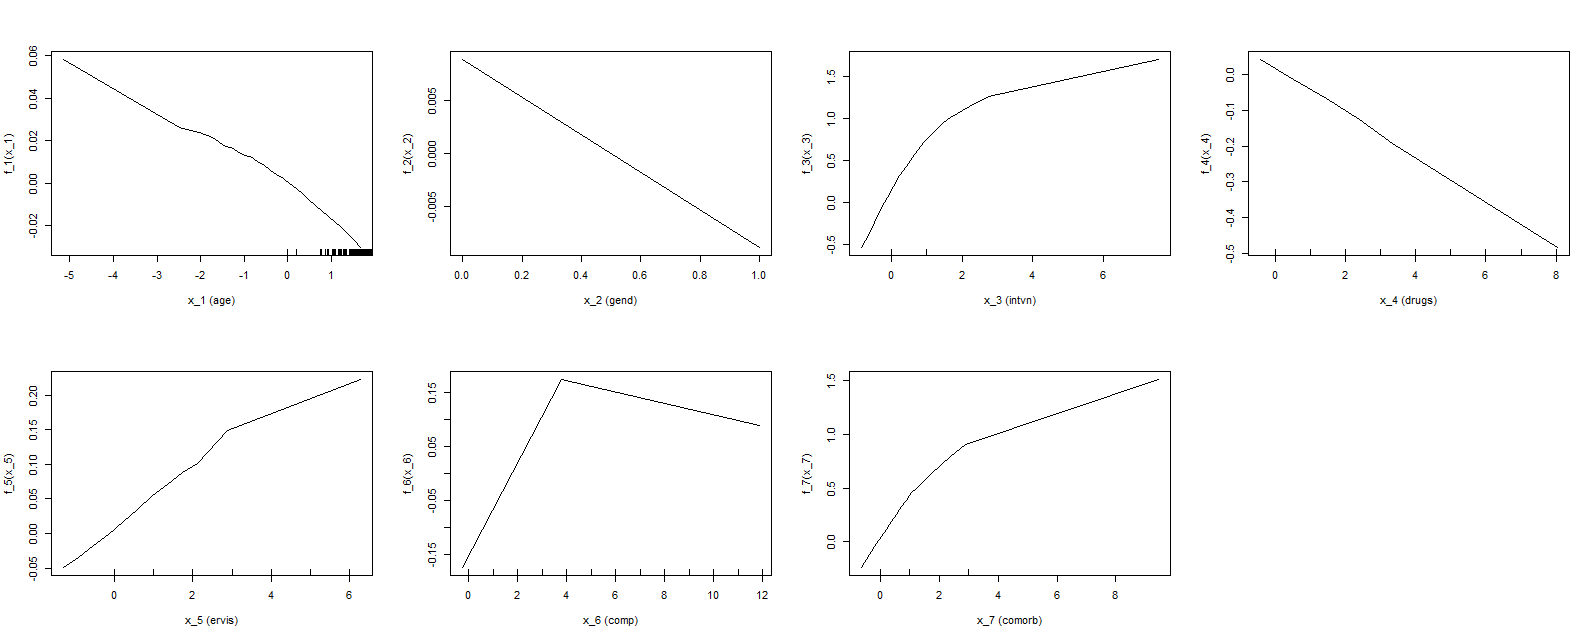 f_1(x_1)
0.06
0.04
0.02
0.00
-0.02
-5 -4 -3 -2 -1 0 1
x_1 (age)
f_2(x_2)
0.005
0.000
-0.005
0.0 0.2 0.4 0.6 0.8 1.0
x_2 (gend)
f_3(x_3)
1.5
1.0
0.5
0.0
-0.5
0 2 4 6
x_3 (intvn)
f_4(x_4)
0.0
-0.1
-0.2
-0.3
-0.4
-0.5
0 2 4 6 8
x_4 (drugs)
f_5(x_5)
0.20
0.15
0.10
0.05
0.00
-0.05
0 2 4 6
x_5 (ervis)
f_6(x_6)
0.15
0.05
-0.05
-0.15
0 2 4 6 8 10 12
x_6 (comp)
f_7(x_7)
1.5
1.0
0.5
0.0
0 2 4 6 8
x_7 (comorb)